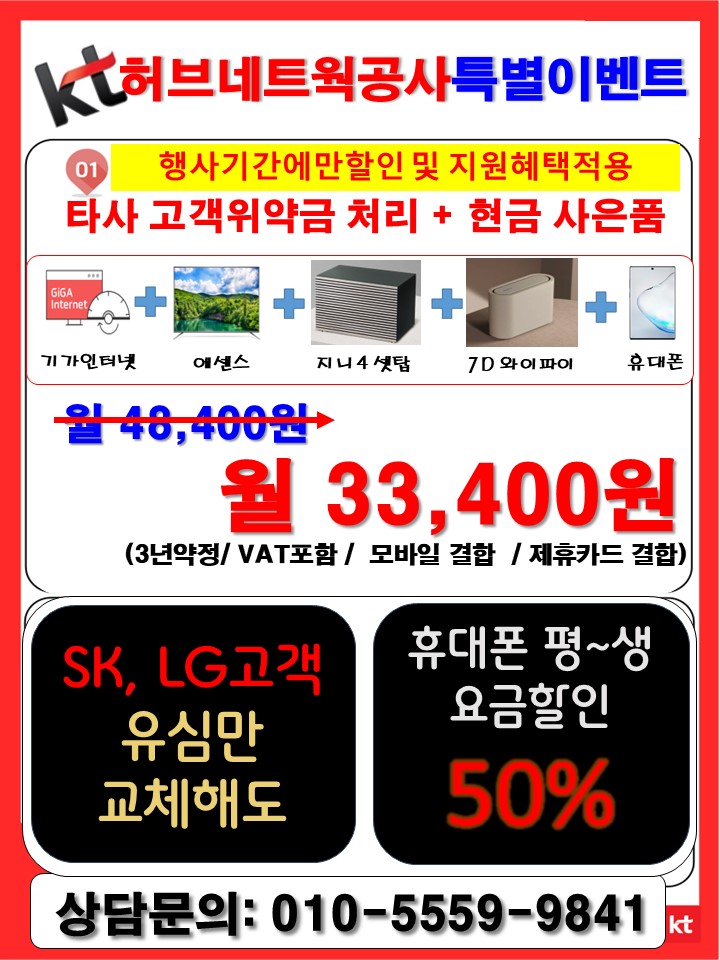 kt허브네트웍공사특별이벤트
01 행사기간에만할인 및 지원혜택적용
타사 고객위약금 처리 + 현금 사은품
GiGA
Internet
기가인터넷 에센스 지니4셋탑 7D와이파이 휴대폰
월 48,400원
월 33,400원
(3년약정/ VAT포함 / 모바일 결합 / 제휴카드 결합)
SK, LG고객
유심만
교체해도
휴대폰 평~생
요금할인
50%
상담문의: 010-5559-9841
kt